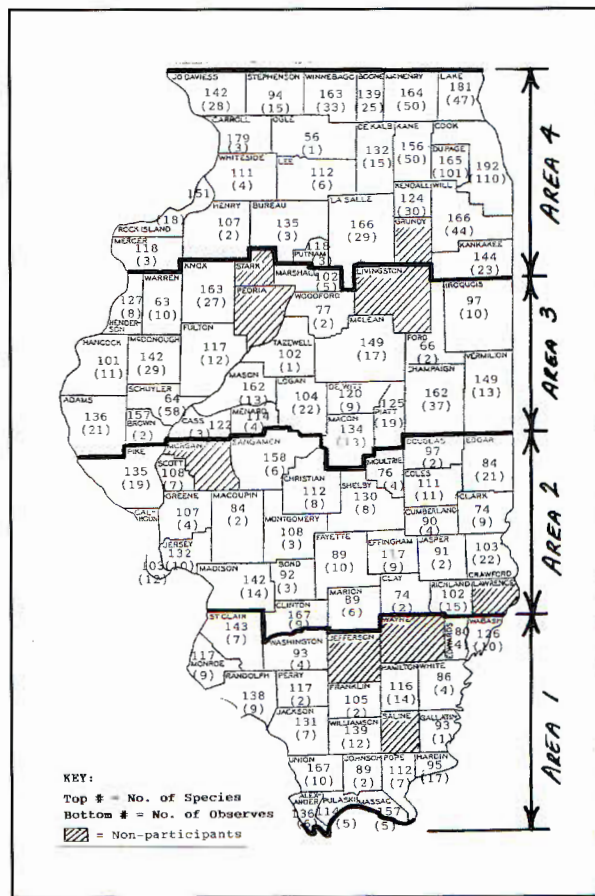 JO DAVIESS
142
(28)
STEPHENSON
94
(15)
WINNEBAGO
163
(33)
BOONE
139
(25)
MCHENRY
164
(50)
LAKE
181
(47)
CARROLL
179
(3)
OGLE
56
(1)
DE KALB
132
(15)
KANE
156
(50)
COOK
192
(110)
DU PAGE
165
(101)
WHITESIDE
111
(4)
LEE
112
(6)
KENDALL
124
(30)
WILL
166
(44)
151
(18)
ROCK ISLAND
HENRY
107
(2)
BUREAU
135
(3)
LA SALLE
166
(29)
GRUNDY
MERCER
118
(3)
PUTNAM
118
(3)
KANKAKEE
144
(23)
AREA 4
KNOX
163
(27)
STARK
MARSHALL
102
(5)
LIVINGSTON
IROQUOIS
97
(10)
WARREN
63
(10)
127
(8)
HENDER-
SON
PEORIA
WOODFORD
77
(2)
MCLEAN
149
(17)
FORD
66
(2)
FULTON
117
(12)
TAZEWELL
102
(1)
HANCOCK
101
(11)
MCDONOUGH
142
(29)
MASON
162
(13)
LOGAN
104
(22)
DE WITT
120
(9)
CHAMPAIGN
162
(37)
VERMILION
149
(13)
SCHUYLER
64
(58)
ADAMS
136
(21)
157
BROWN
(2)
CASS
122
(3)
MENARD
114
(4)
MACON
134
(13)
125
PIATT
(19)
AREA 3
PIKE
135
(19)
SCOTT
108
(7)
MORGAN
SANGAMON
158
(6)
CHRISTIAN
112
(8)
SHELBY
130
(8)
MOULTRIE
76
(4)
DOUGLAS
97
(2)
EDGAR
84
(21)
COLES
111
(11)
GREENE
107
(4)
MACOUPIN
84
(2)
MONTGOMERY
108
(3)
CUMBERLAND
90
(4)
CLARK
74
(9)
CAL-
HOUN
103
(12)
JERSEY
132
(10)
FAYETTE
89
(10)
EFFINGHAM
117
(9)
JASPER
91
(2)
103
(22)
CRAWFORD
MADISON
142
(14)
BOND
92
(3)
MARION
89
(6)
CLAY
74
(2)
RICHLAND
102
(15)
LAWRENCE
CLINTON
167
(9)
AREA 2
ST CLAIR
143
(7)
WASHINGTON
93
(4)
JEFFERSON
WAYNE
EDWARDS
80
(4)
WABASH
126
(10)
117
MONROE
(9)
RANDOLPH
138
(9)
PERRY
117
(2)
FRANKLIN
105
(2)
HAMILTON
116
(14)
WHITE
86
(4)
JACKSON
131
(7)
WILLIAMSON
139
(12)
SALINE
GALLATIN
93
(1)
UNION
167
(10)
JOHNSON
89
(2)
POPE
112
(7)
HARDIN
95
(17)
ALEX-
ANDER
136
(6)
PULASKI
114
(5)
MASSAC
157
(5)
AREA 1
KEY:
Top # = No. of Species
Bottom # = No. of Observes
= Non-participants